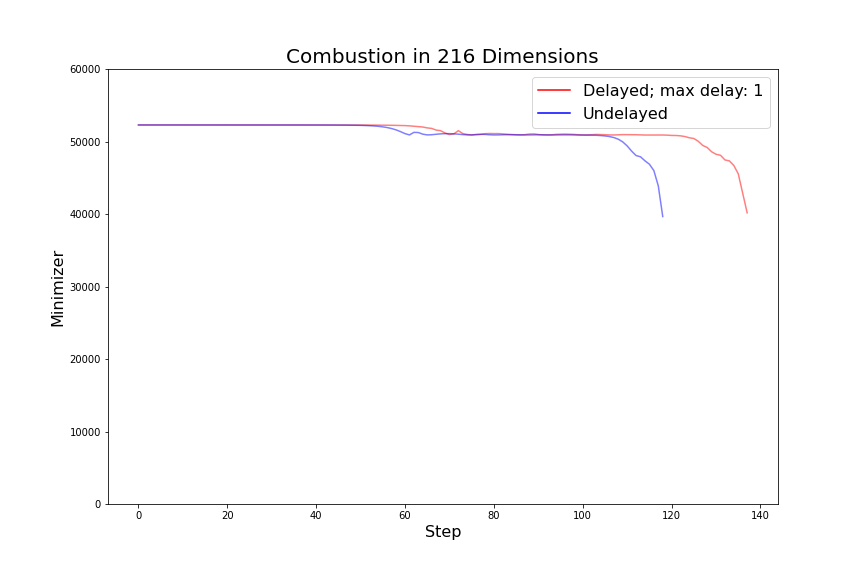 Combustion in 216 Dimensions
60000
50000
40000
30000
20000
10000
0
Minimizer
Delayed; max delay: 1
Undelayed
0 20 40 60 80 100 120 140
Step